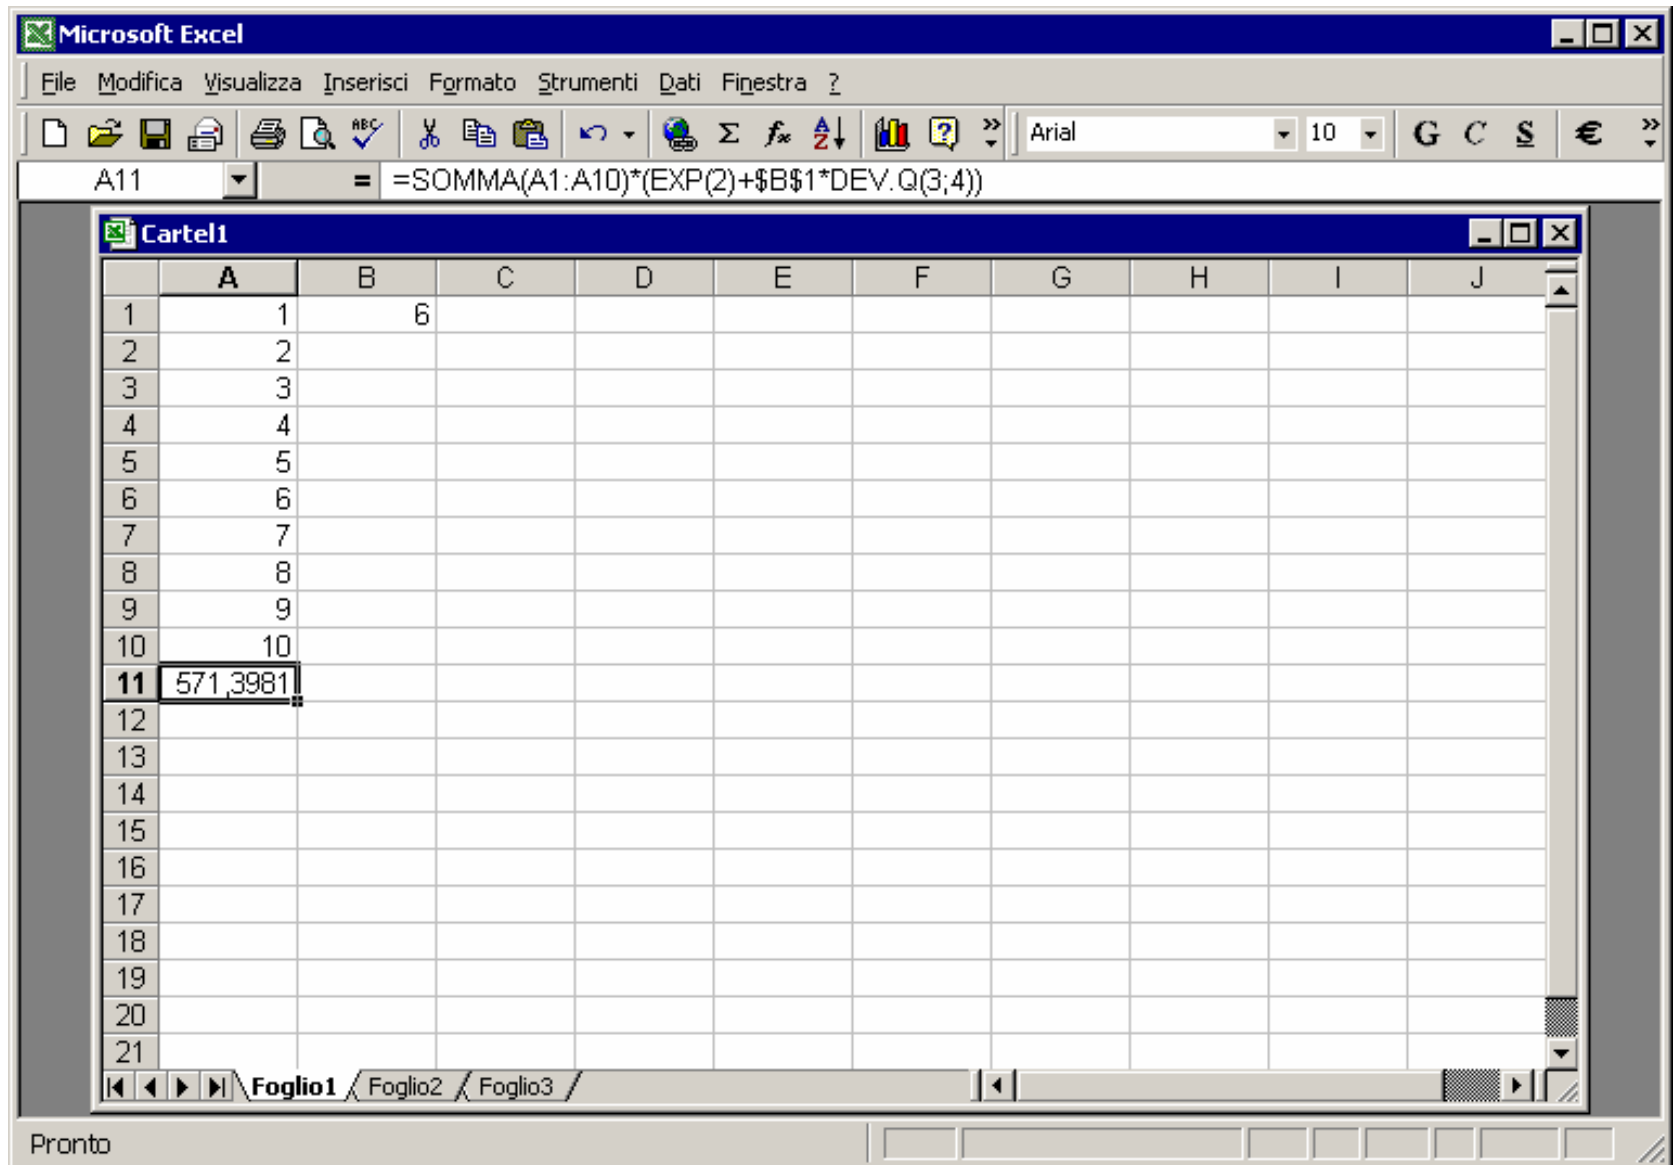 Microsoft Excel
File Modifica Visualizza Inserisci Formato Strumenti Dati Finestra ?
ABC Σ fx A Z ? » Arial 10 G C S € »
A11 = =SOMMA(A1:A10)*(EXP(2)+$B$1*DEV.Q(3;4))
Cartel1
A B C D E F G H I J
1 1 6
2 2
3 3
4 4
5 5
6 6
7 7
8 8
9 9
10 10
11 571,3981
12
13
14
15
16
17
18
19
20
21
Foglio1 Foglio2 Foglio3
Pronto